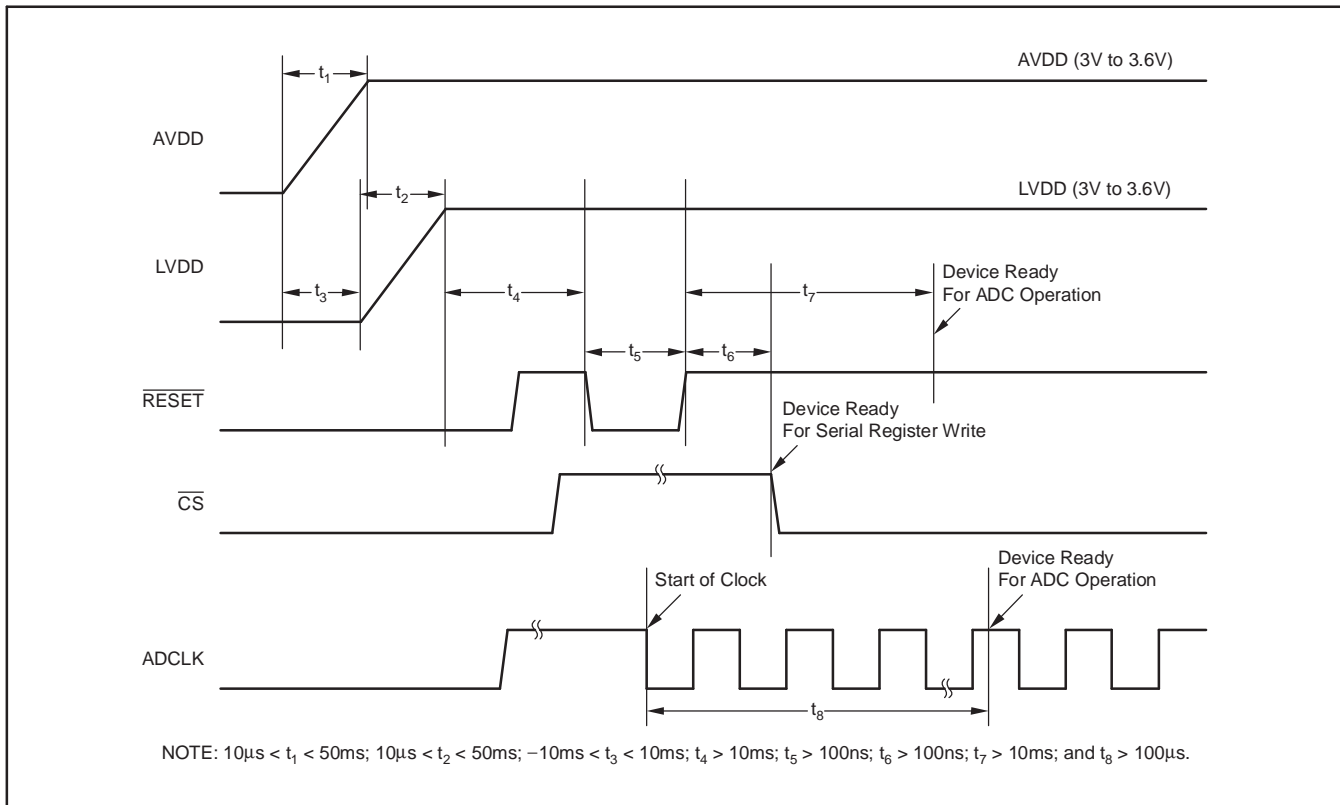 AVDD (3V to 3.6V)
t1
AVDD
t2
LVDD (3V to 3.6V)
LVDD
Device Ready
For ADC Operation
t3
t4
t7
t5
t6
RESET
Device Ready
For Serial Register Write
CS
Device Ready
For ADC Operation
Start of Clock
ADCLK
t8
NOTE: 10μs < t1 < 50ms; 10μs < t2 < 50ms; −10ms < t3 < 10ms; t4 > 10ms; t5 > 100ns; t6 > 100ns; t7 > 10ms; and t8 > 100μs.